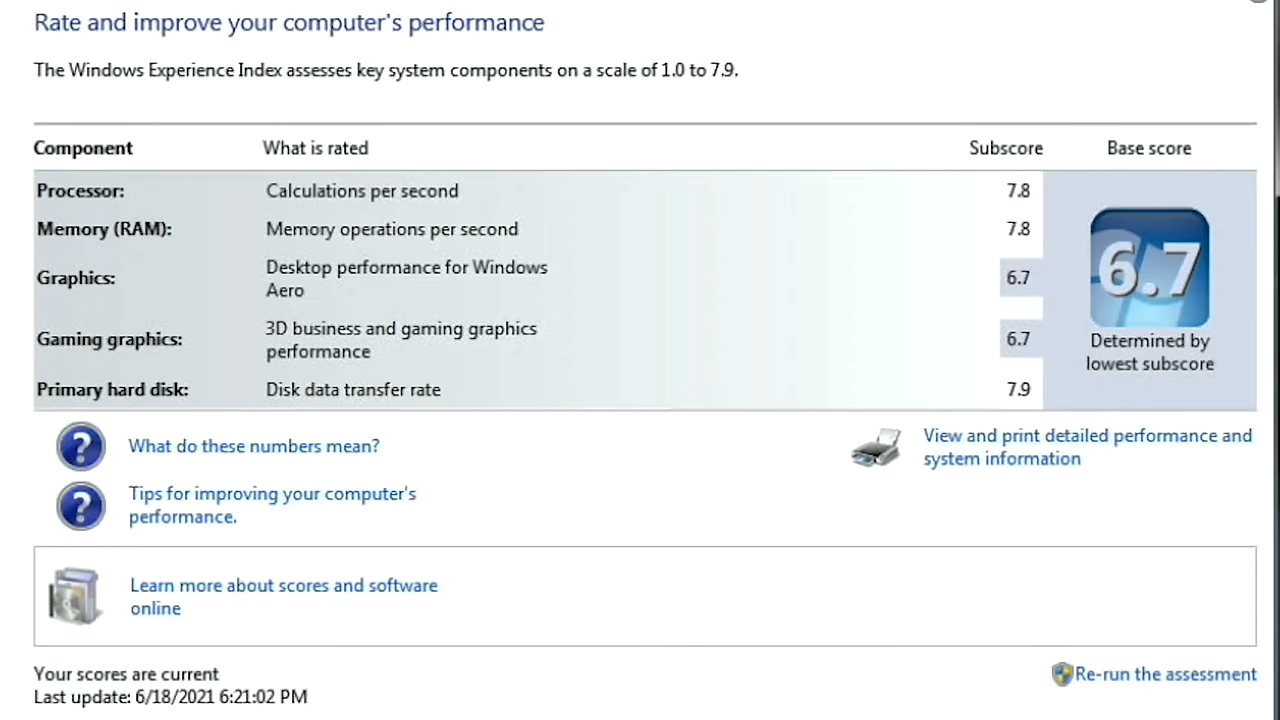 Rate and improve your computer's performance
The Windows Experience Index assesses key system components on a scale of 1.0 to 7.9.
Component What is rated Subscore Base score
Processor: Calculations per second 7.8
Memory (RAM): Memory operations per second 7.8
Graphics: Desktop performance for Windows
Aero 6.7
Gaming graphics: 3D business and gaming graphics
performance 6.7
Primary hard disk: Disk data transfer rate 7.9
6.7
Determined by
lowest subscore
What do these numbers mean?
View and print detailed performance and
system information
Tips for improving your computer's
performance.
Learn more about scores and software
online
Your scores are current
Last update: 6/18/2021 6:21:02 PM
Re-run the assessment